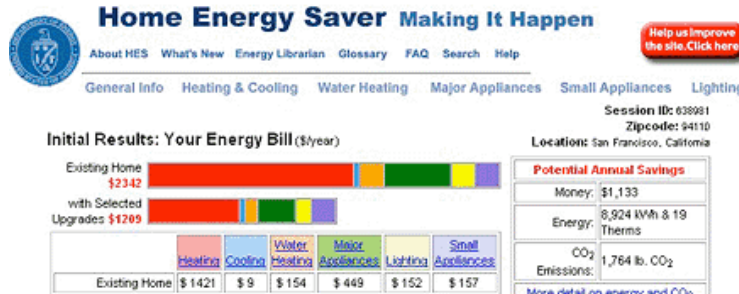 Home Energy Saver Making It Happen
Help us improve
the site. Click here
About HES What's New Energy Librarian Glossary FAQ Search Help
General Info Heating & Cooling Water Heating Major Appliances Small Appliances Lighting
Session ID: 638981
Zipcode: 94110
Location: San Francisco, California
Initial Results: Your Energy Bill ($/year)
Existing Home
$2342
with Selected
Upgrades $1209
Heating Cooling Water Heating Major Appliances Lighting Small Appliances
Existing Home $1421 $9 $154 $449 $152 $157
Potential Annual Savings
Money: $1,133
Energy: 8,924 kWh & 19 Therms
CO2 Emissions: 1,764 lb. CO2
More detail on energy and CO2